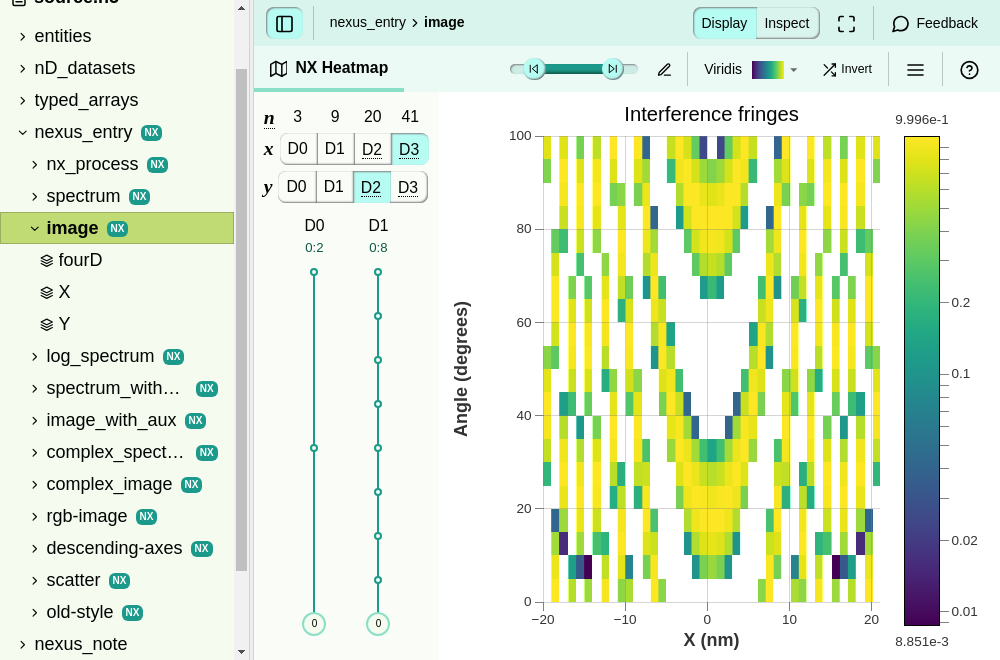 source.h5
entities
nD_datasets
typed_arrays
nexus_entry NX
nx_process NX
spectrum NX
image NX
fourD
X
Y
log_spectrum NX
spectrum_with… NX
image_with_aux NX
complex_spect… NX
complex_image NX
rgb-image NX
descending-axes NX
scatter NX
old-style NX
nexus_note
nexus_entry › image
Display Inspect
Feedback
NX Heatmap
Viridis
Invert
n 3 9 20 41
x D0 D1 D2 D3
y D0 D1 D2 D3
D0 D1
0:2 0:8
0 0
Interference fringes
Angle (degrees)
100
80
60
40
20
0
−20 −10 0 10 20
X (nm)
9.996e-1
0.2
0.1
0.02
0.01
8.851e-3